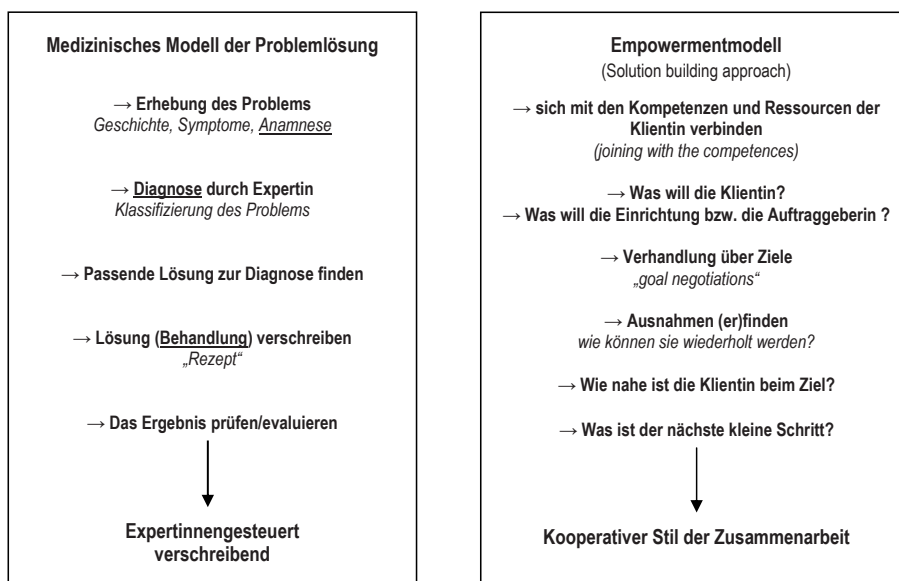 Medizinisches Modell der Problemlösung
→ Erhebung des Problems
Geschichte, Symptome, Anamnese
→ Diagnose durch Expertin
Klassifizierung des Problems
→ Passende Lösung zur Diagnose finden
→ Lösung (Behandlung) verschreiben
„Rezept“
→ Das Ergebnis prüfen/evaluieren
Expertinnengesteuert
verschreibend
Empowermentmodell
(Solution building approach)
→ sich mit den Kompetenzen und Ressourcen der
Klientin verbinden
(joining with the competences)
→ Was will die Klientin?
→ Was will die Einrichtung bzw. die Auftraggeberin ?
→ Verhandlung über Ziele
„goal negotiations“
→ Ausnahmen (er)finden
wie können sie wiederholt werden?
→ Wie nahe ist die Klientin beim Ziel?
→ Was ist der nächste kleine Schritt?
Kooperativer Stil der Zusammenarbeit